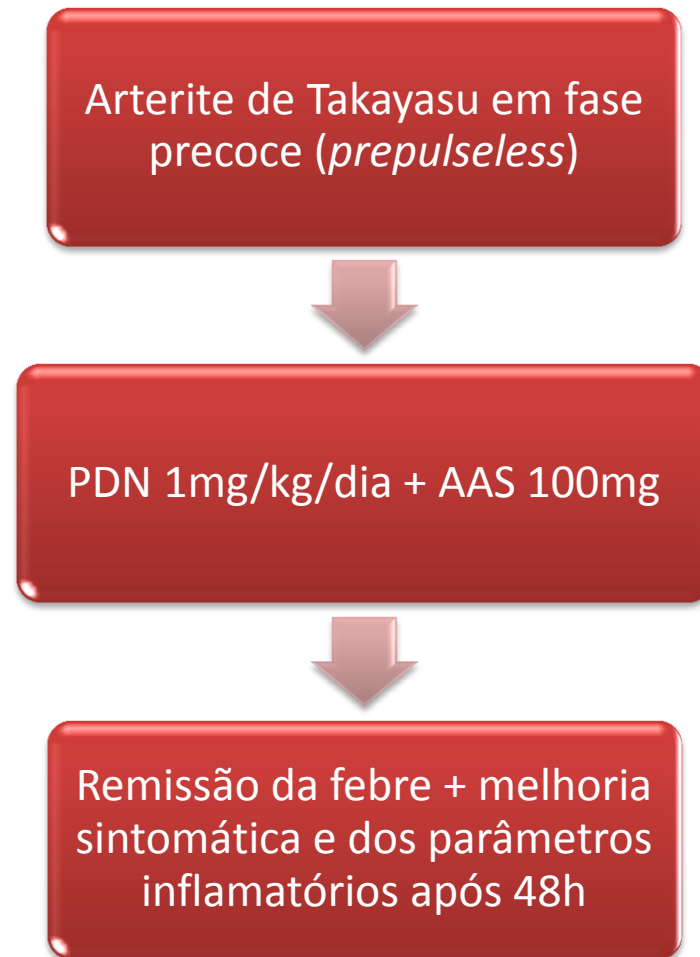 Arterite de Takayasu em fase
precoce (prepulseless)
PDN 1mg/kg/dia + AAS 100mg
Remissão da febre + melhoria
sintomática e dos parâmetros
inflamatórios após 48h